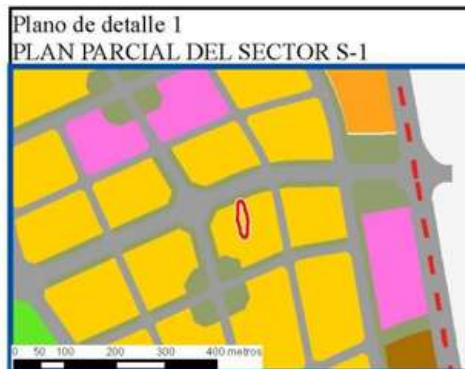 Plano de detalle 1
PLAN PARCIAL DEL SECTOR S-1
0 50 100 200 300 400 metros